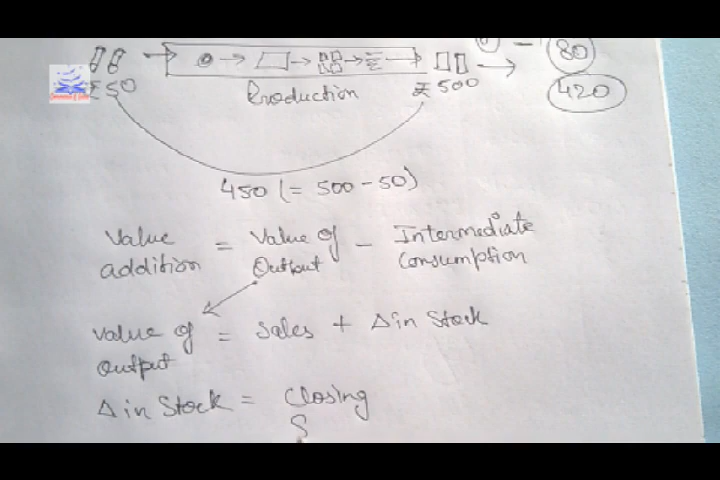 80
₹ 50
Production
₹ 500
420
450 (= 500 - 50)
Value addition = Value of Output - Intermediate Consumption
Value of Output = Sales + Δ in Stock
Δ in Stock = Closing
S